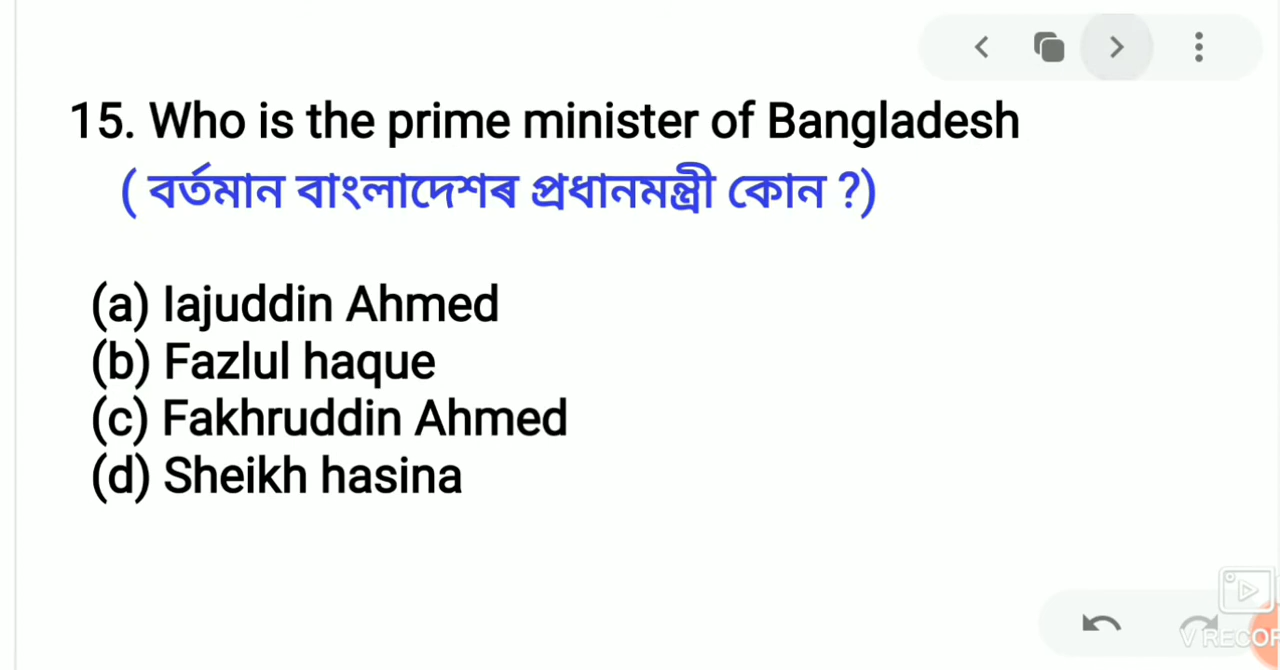 15. Who is the prime minister of Bangladesh
( বৰ্তমান বাংলাদেশৰ প্ৰধানমন্ত্ৰী কোন ?)
(a) Iajuddin Ahmed
(b) Fazlul haque
(c) Fakhruddin Ahmed
(d) Sheikh hasina